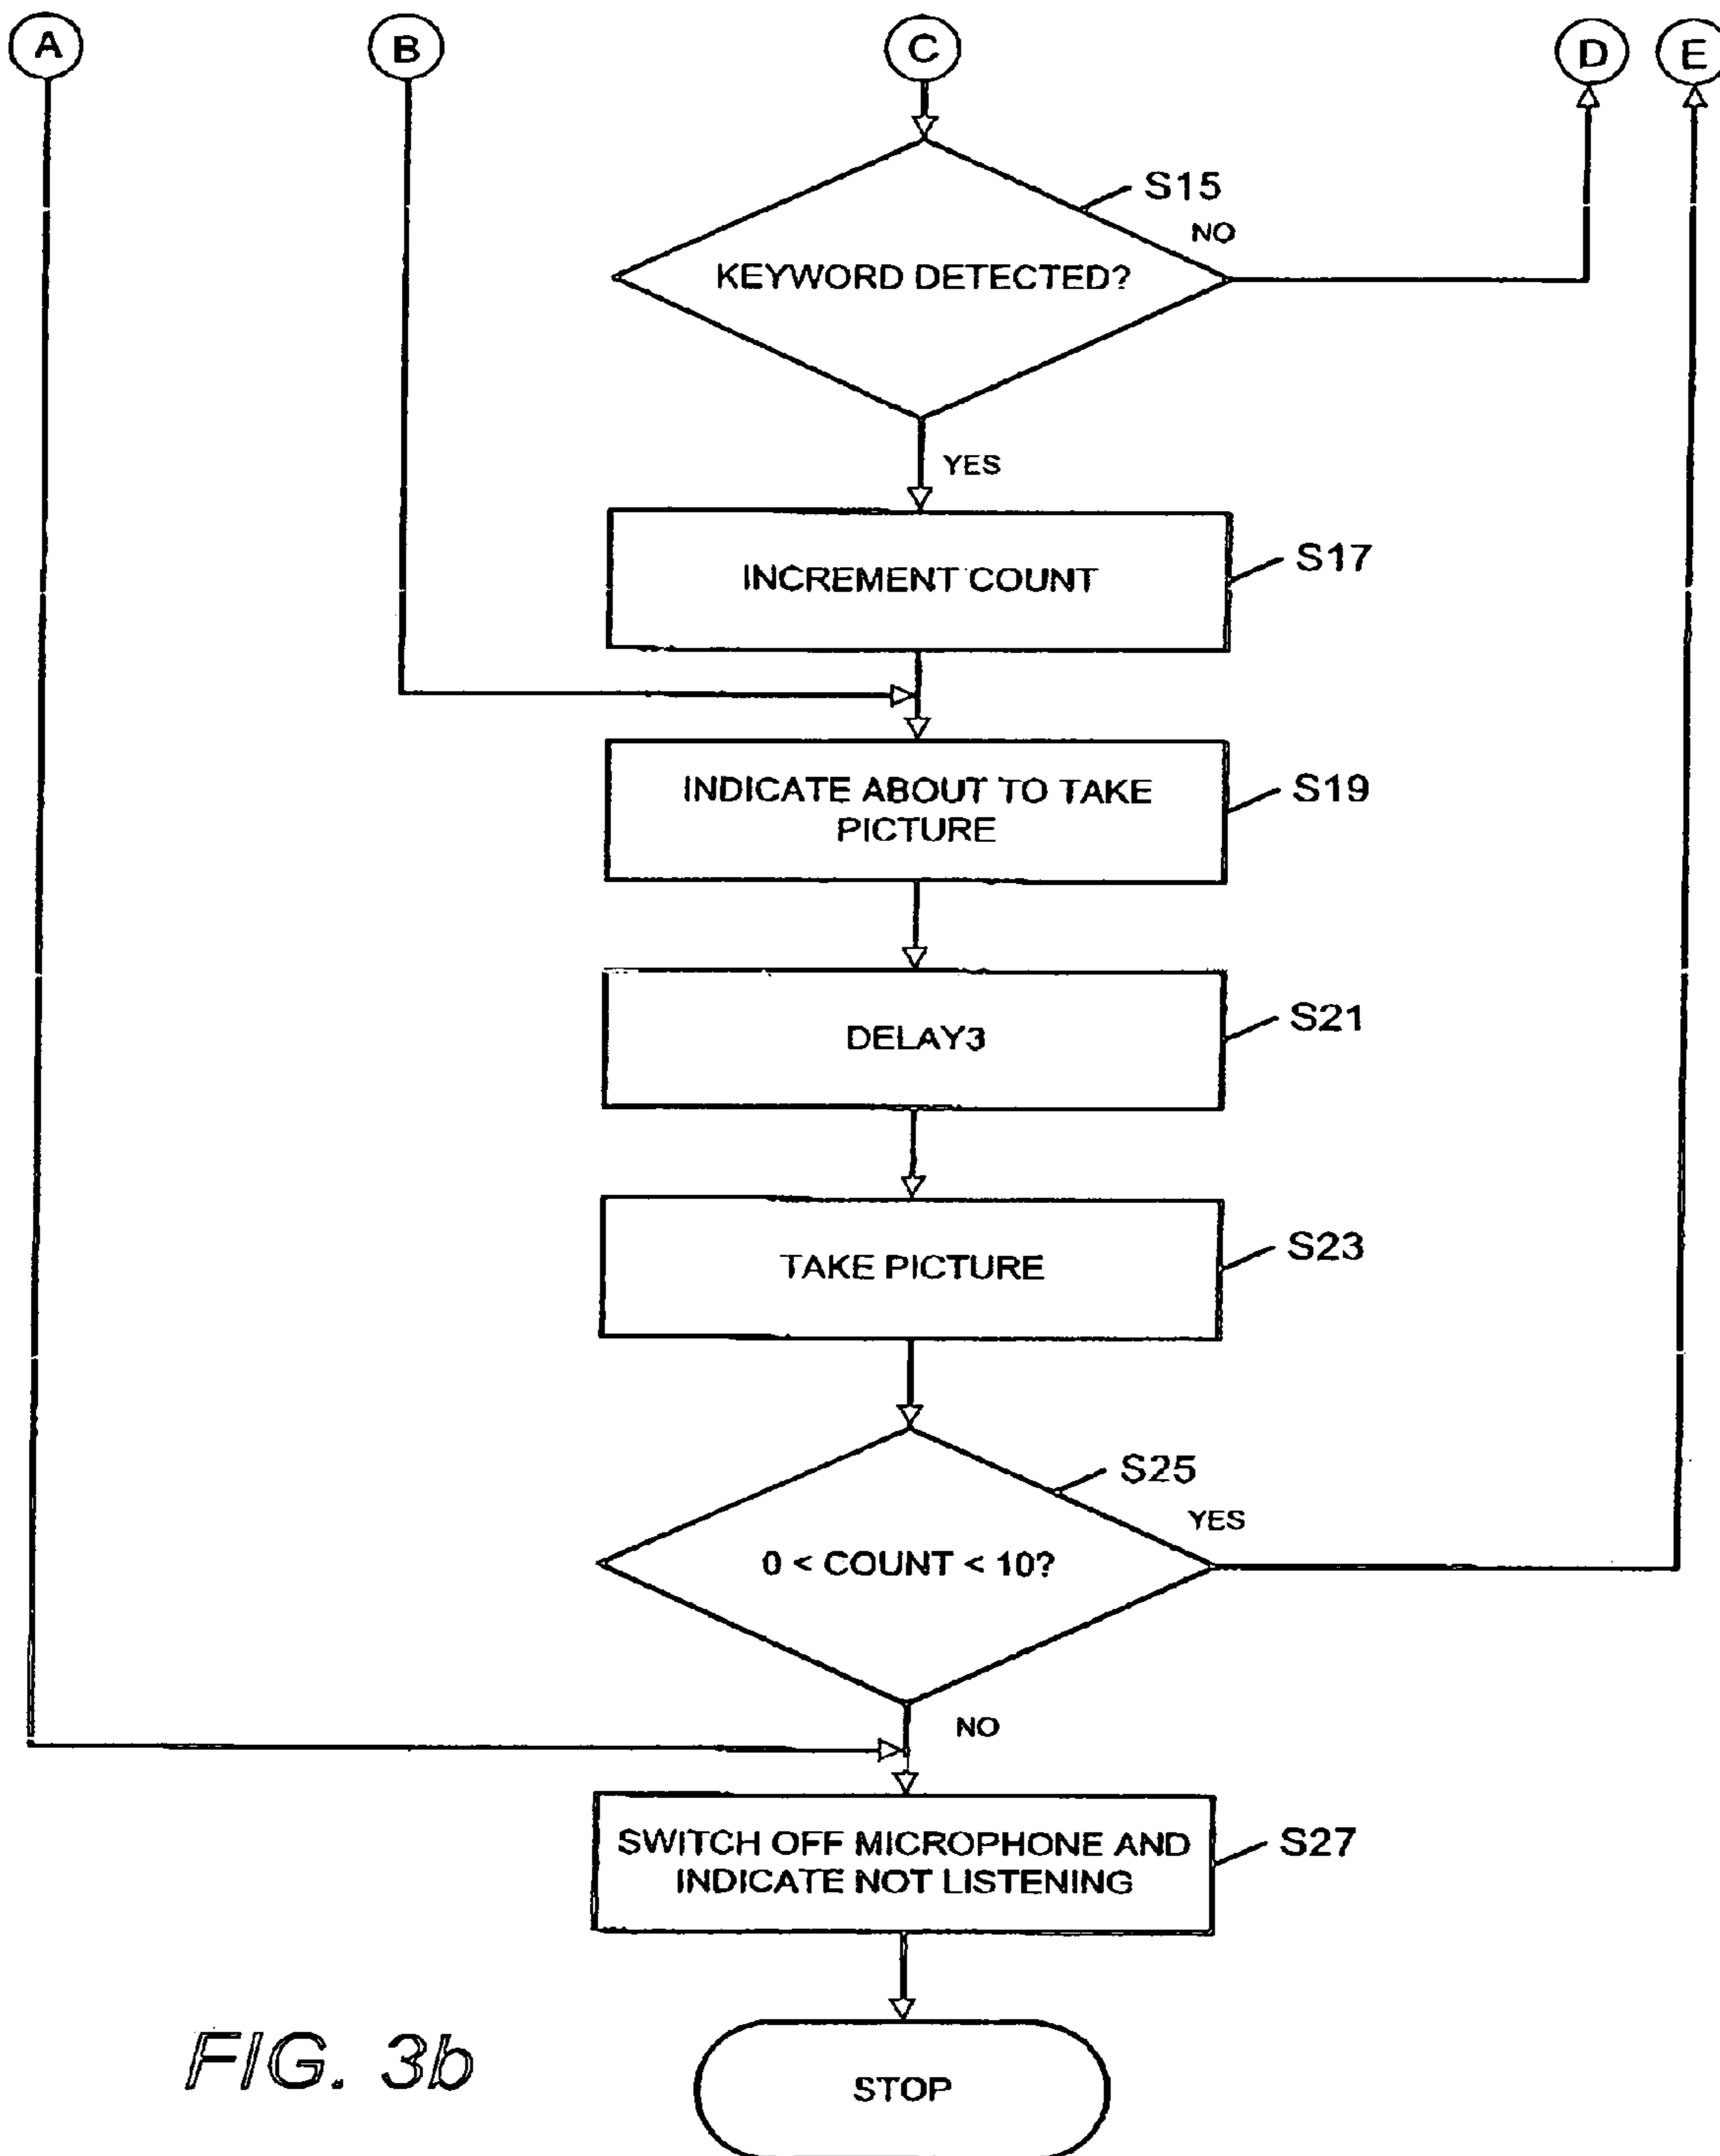 A
B
C
D
E
S15
NO
KEYWORD DETECTED?
YES
INCREMENT COUNT
S17
INDICATE ABOUT TO TAKE
PICTURE
S19
DELAY3
S21
TAKE PICTURE
S23
S25
YES
0 < COUNT < 10?
NO
SWITCH OFF MICROPHONE AND
INDICATE NOT LISTENING
S27
STOP
FIG. 3b